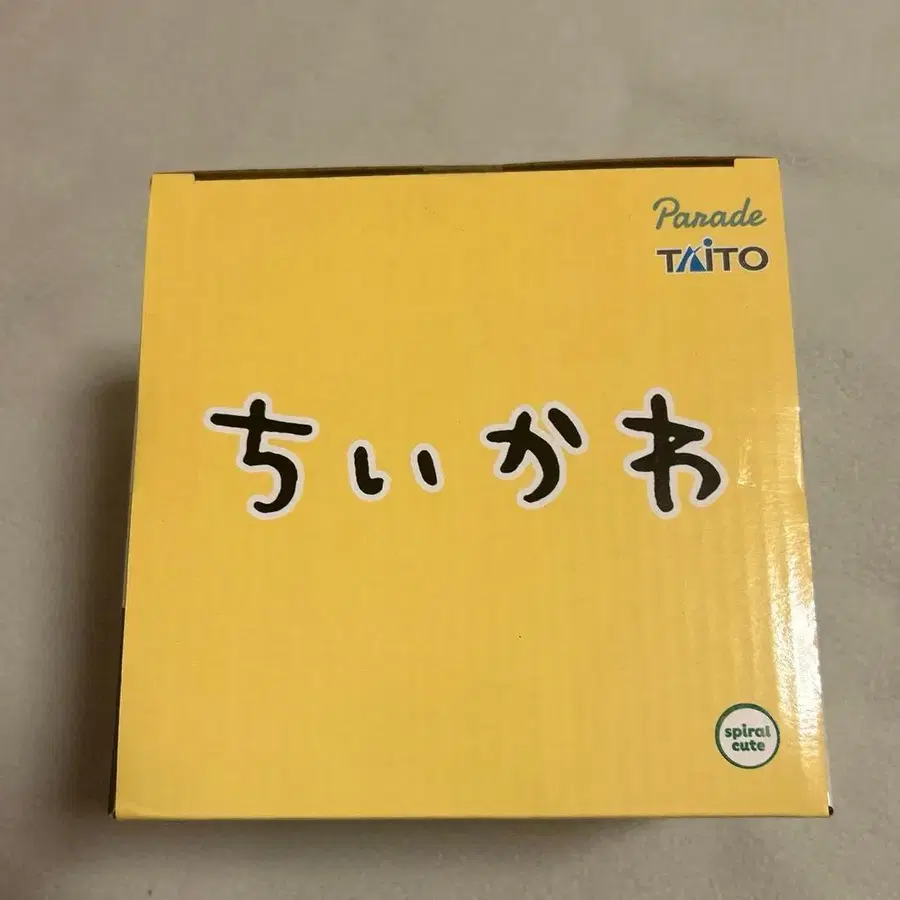 Parade
TAITO
ちいかわ
spiral
cute